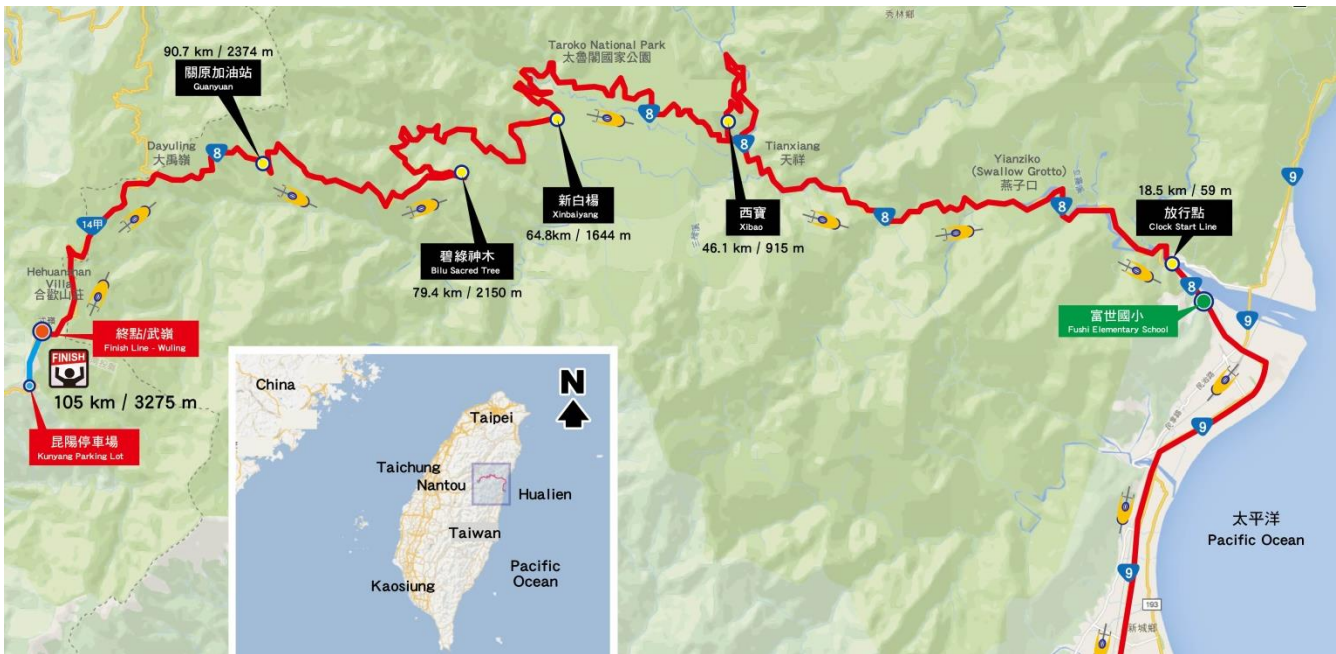 90.7 km / 2374 m
關原加油站
Guanyuan
Taroko National Park
太魯閣國家公園
秀林鄉
Dayuling
大禹嶺
8
14甲
碧綠神木
Bilu Sacred Tree
79.4 km / 2150 m
新白楊
Xinbaiyang
64.8km / 1644 m
8
8
西寶
Xibao
46.1 km / 915 m
Tianxiang
天祥
8
Yianziko
(Swallow Grotto)
燕子口
8
18.5 km / 59 m
放行點
Clock Start Line
8
9
富世國小
Fushi Elementary School
Hehuanshan
Villa
合歡山莊
終點/武嶺
Finish Line - Wuling
FINISH
105 km / 3275 m
昆陽停車場
Kunyang Parking Lot
China
N
Taipei
Taichung
Nantou
Hualien
Taiwan
Kaosiung
Pacific
Ocean
9
太平洋
Pacific Ocean
9
193
新城鄉